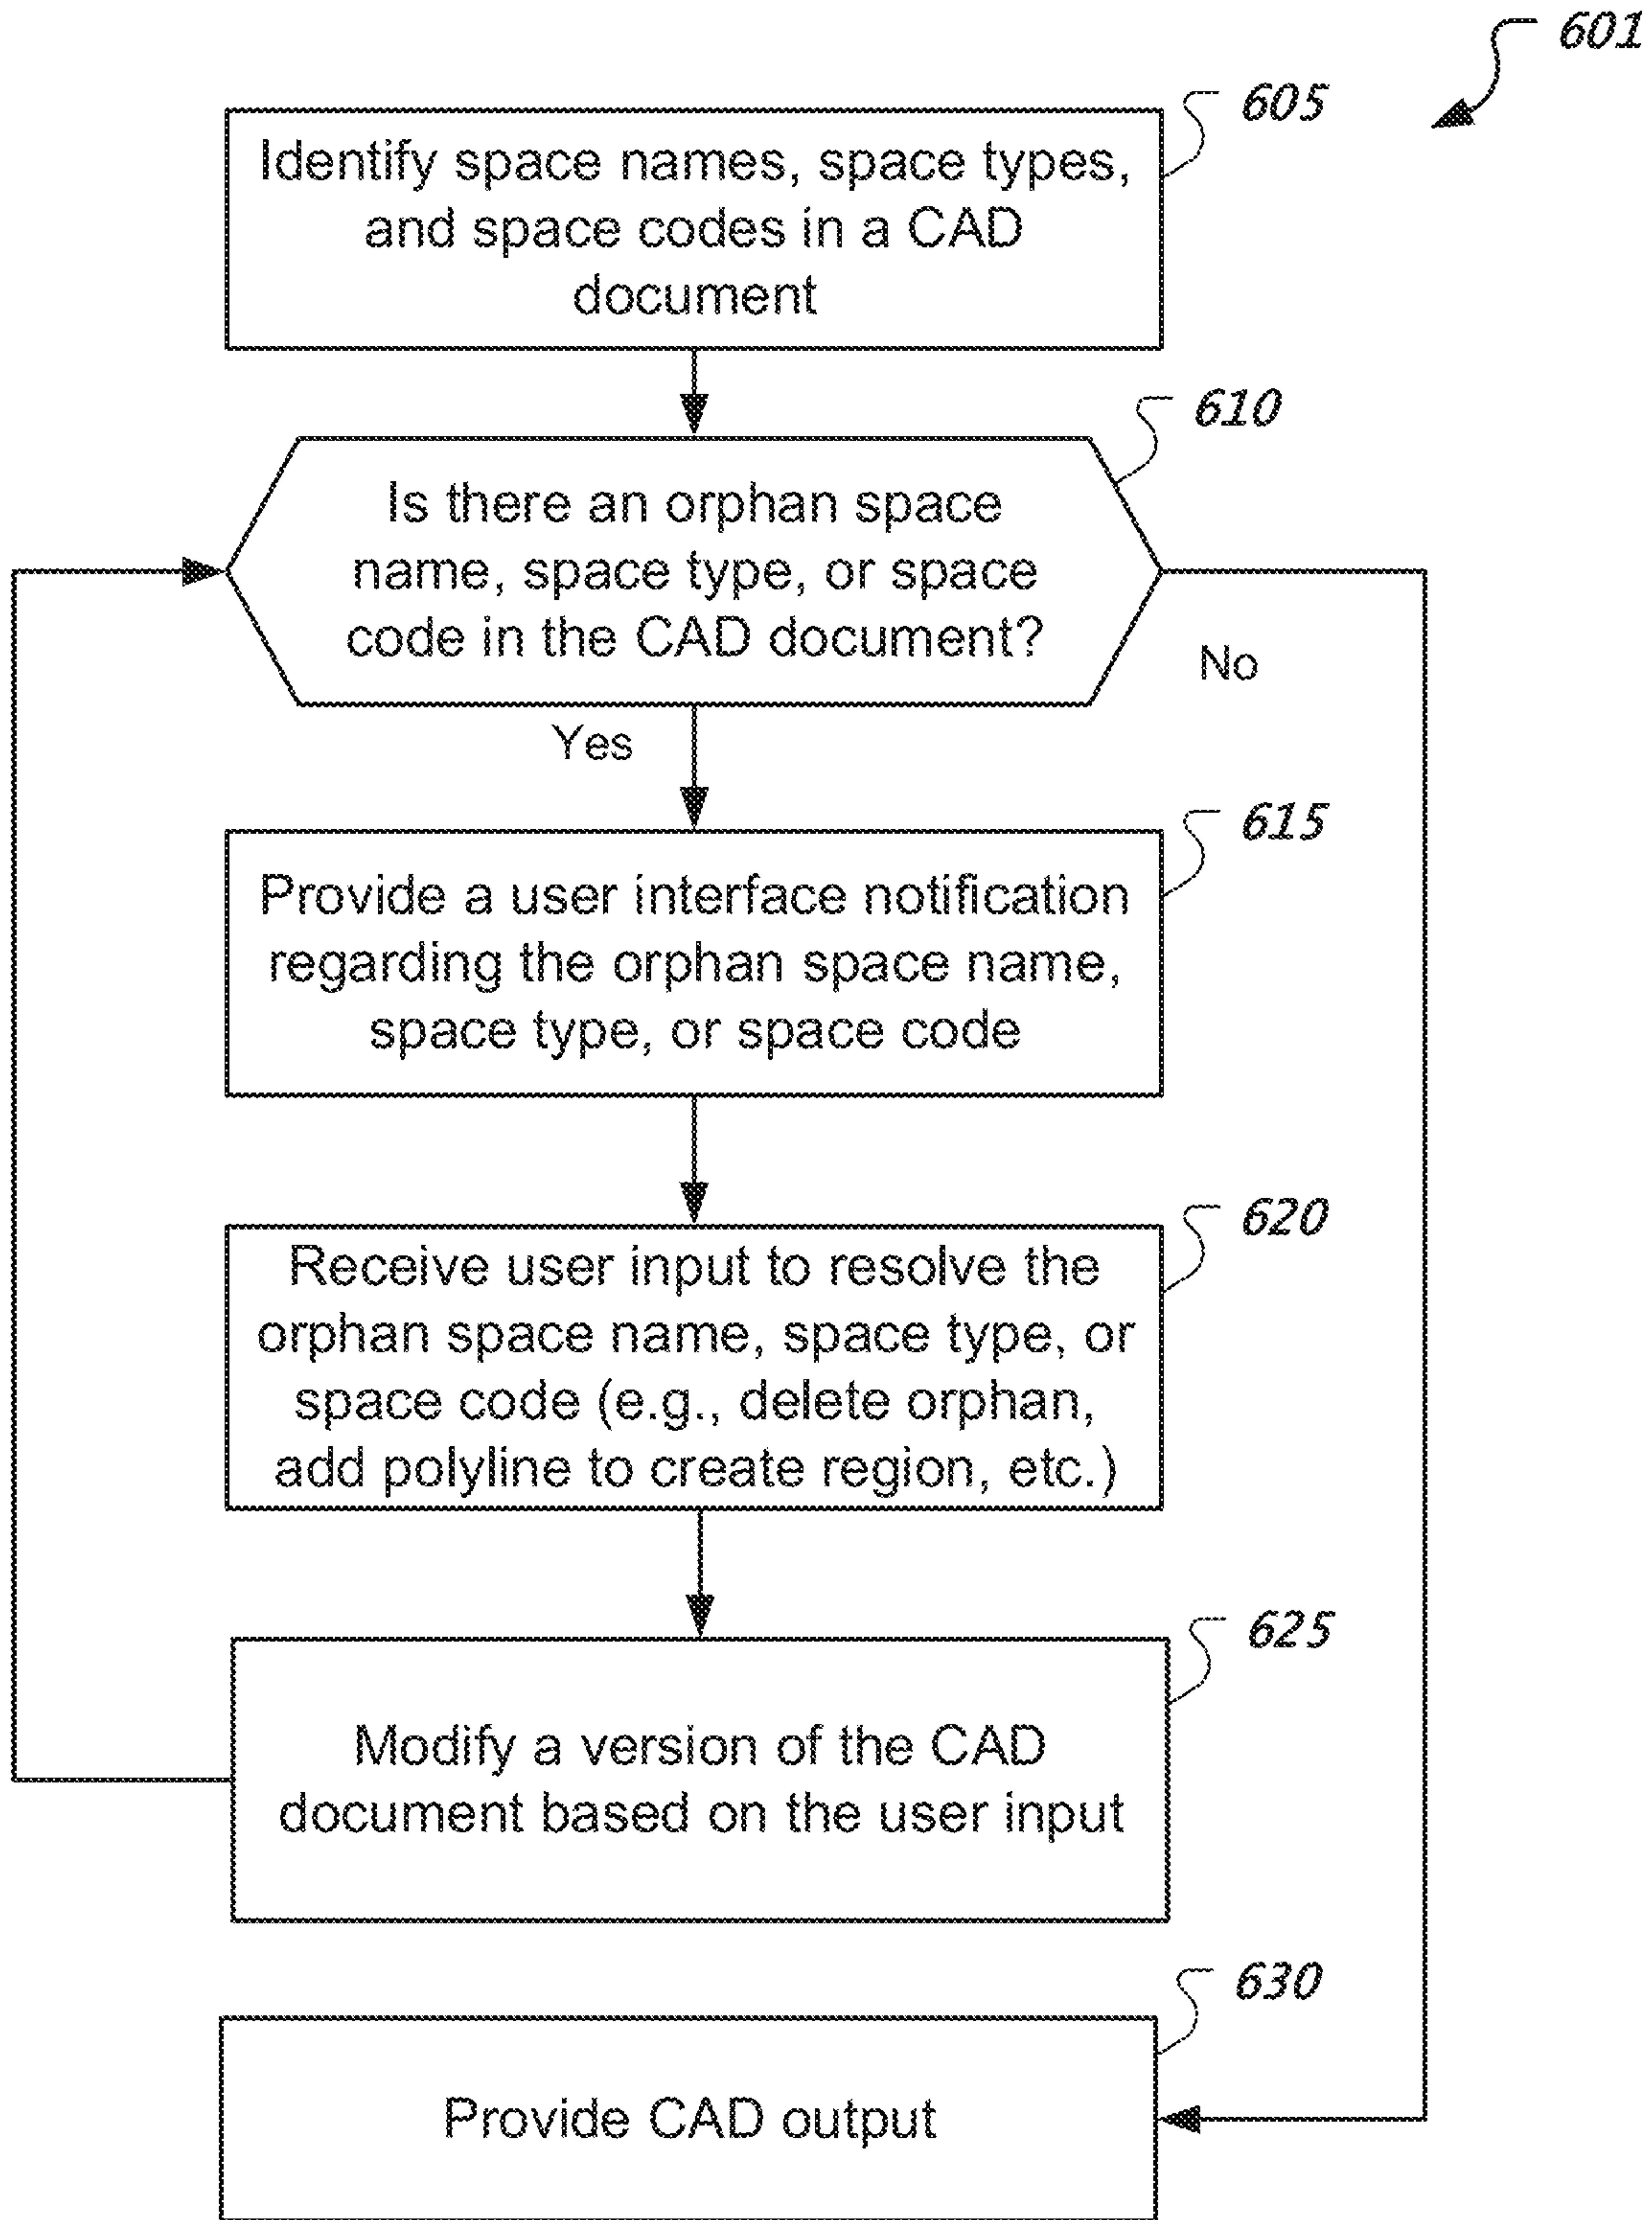 601
605
Identify space names, space types,
and space codes in a CAD
document
610
Is there an orphan space
name, space type, or space
code in the CAD document?
No
Yes
615
Provide a user interface notification
regarding the orphan space name,
space type, or space code
620
Receive user input to resolve the
orphan space name, space type, or
space code (e.g., delete orphan,
add polyline to create region, etc.)
625
Modify a version of the CAD
document based on the user input
630
Provide CAD output